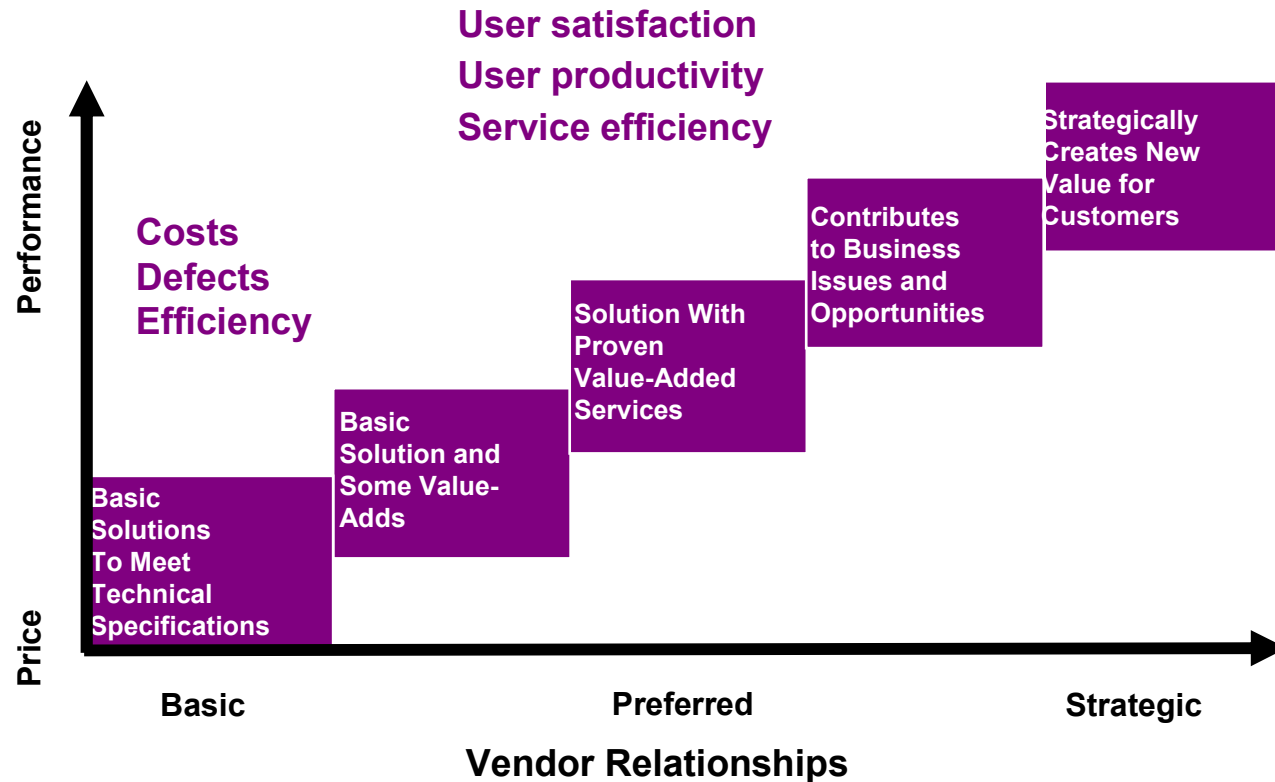 User satisfaction
User productivity
Service efficiency
Performance
Price
Costs
Defects
Efficiency
Basic
Solutions
To Meet
Technical
Specifications
Basic
Solution and
Some Value-
Adds
Solution With
Proven
Value-Added
Services
Contributes
to Business
Issues and
Opportunities
Strategically
Creates New
Value for
Customers
Basic
Preferred
Strategic
Vendor Relationships